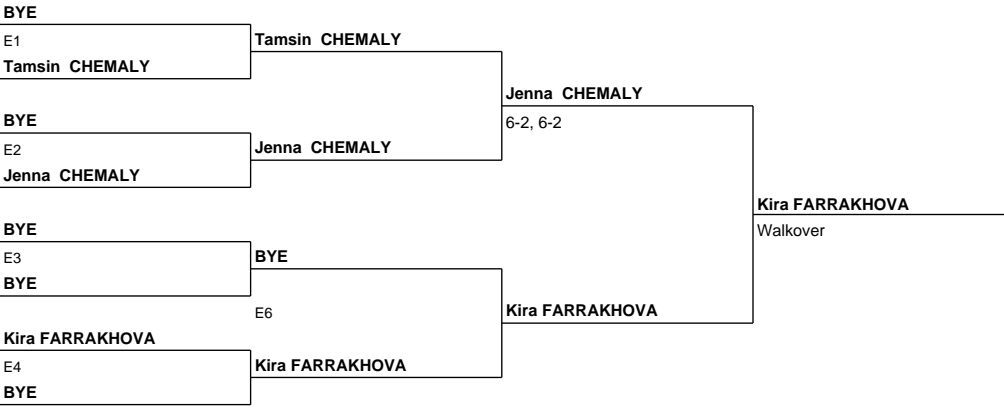 BYE
E1
Tamsin CHEMALY
Tamsin CHEMALY
BYE
E2
Jenna CHEMALY
Jenna CHEMALY
Jenna CHEMALY
6-2, 6-2
BYE
E3
BYE
BYE
E6
Kira FARRAKHOVA
E4
BYE
Kira FARRAKHOVA
Kira FARRAKHOVA
Kira FARRAKHOVA
Walkover